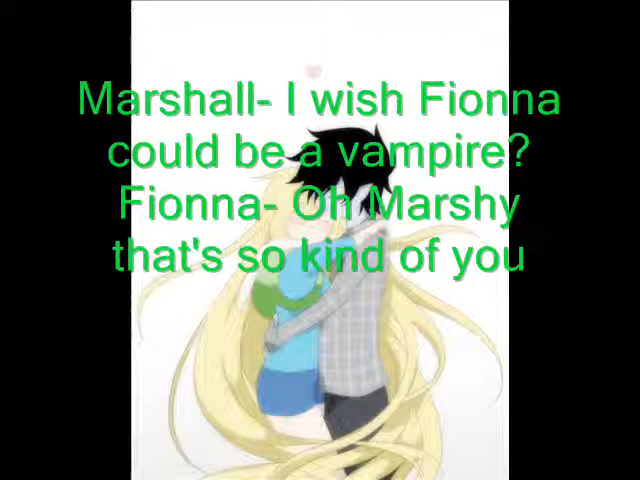 Marshall- I wish Fionna
could be a vampire?
Fionna- Oh Marshy
that's so kind of you